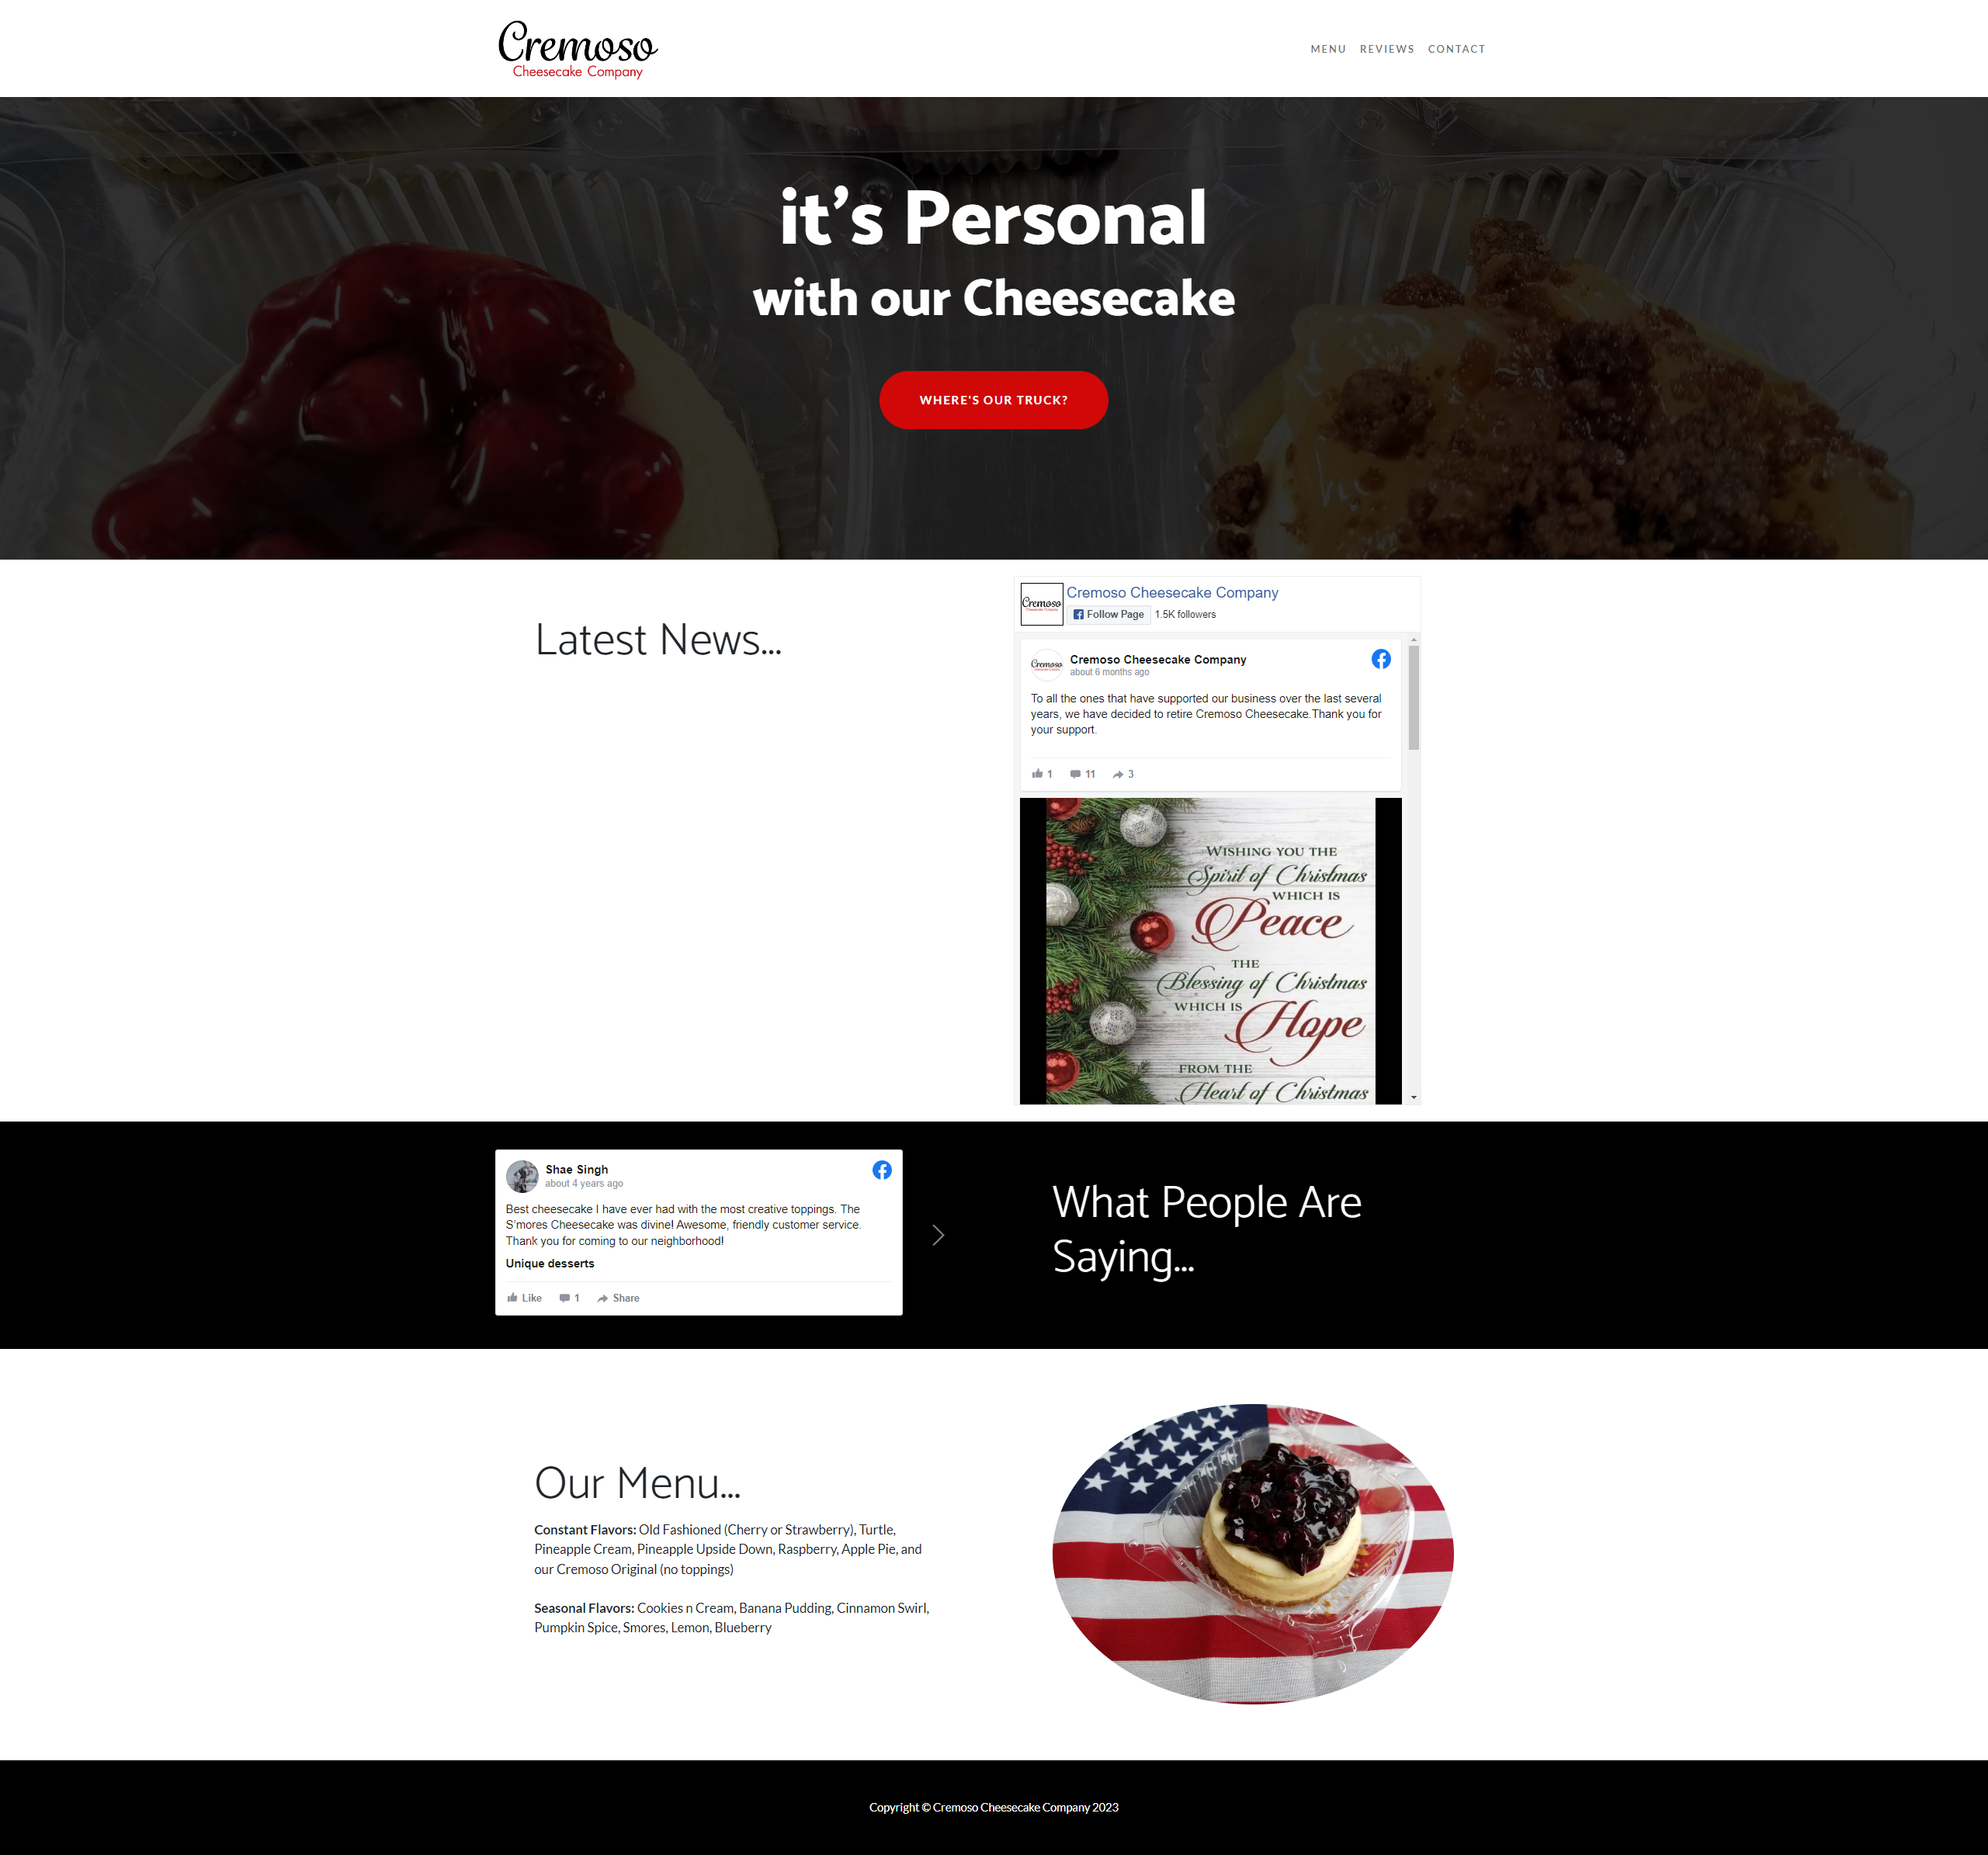 Cremoso
Cheesecake Company
MENU REVIEWS CONTACT
it's Personal
with our Cheesecake
WHERE'S OUR TRUCK?
Latest News...
Cremoso
Cremoso Cheesecake Company
Follow Page 1.5K followers
Cremoso
Cremoso Cheesecake Company
about 6 months ago
To all the ones that have supported our business over the last several
years, we have decided to retire Cremoso Cheesecake.Thank you for
your support.
1 11 3
WISHING YOU THE
Spirit of Christmas
WHICH IS
Peace
THE
Blessing of Christmas
WHICH IS
Hope
FROM THE
Heart of Christmas
Shae Singh
about 4 years ago
Best cheesecake I have ever had with the most creative toppings. The
S'mores Cheesecake was divine! Awesome, friendly customer service.
Thank you for coming to our neighborhood!
Unique desserts
Like 1 Share
What People Are
Saying...
Our Menu...
Constant Flavors: Old Fashioned (Cherry or Strawberry), Turtle,
Pineapple Cream, Pineapple Upside Down, Raspberry, Apple Pie, and
our Cremoso Original (no toppings)
Seasonal Flavors: Cookies n Cream, Banana Pudding, Cinnamon Swirl,
Pumpkin Spice, Smores, Lemon, Blueberry
Copyright © Cremoso Cheesecake Company 2023